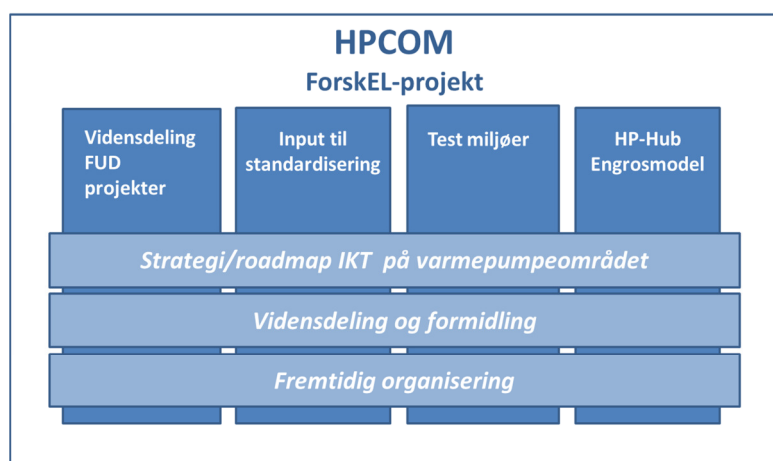 HPCOM
ForskEL-projekt
Vidensdeling
FUD
projekter
Input til
standardisering
Test miljøer
HP-Hub
Engrosmodel
Strategi/roadmap IKT på varmepumpeområdet
Vidensdeling og formidling
Fremtidig organisering